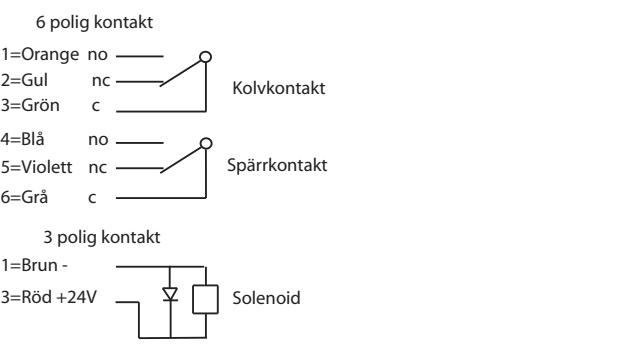 6 polig kontakt
1=Orange no
2=Gul nc
3=Grön c
Kolvkontakt
4=Blå no
5=Violett nc
6=Grå c
Spärrkontakt
3 polig kontakt
1=Brun -
3=Röd +24V
Solenoid